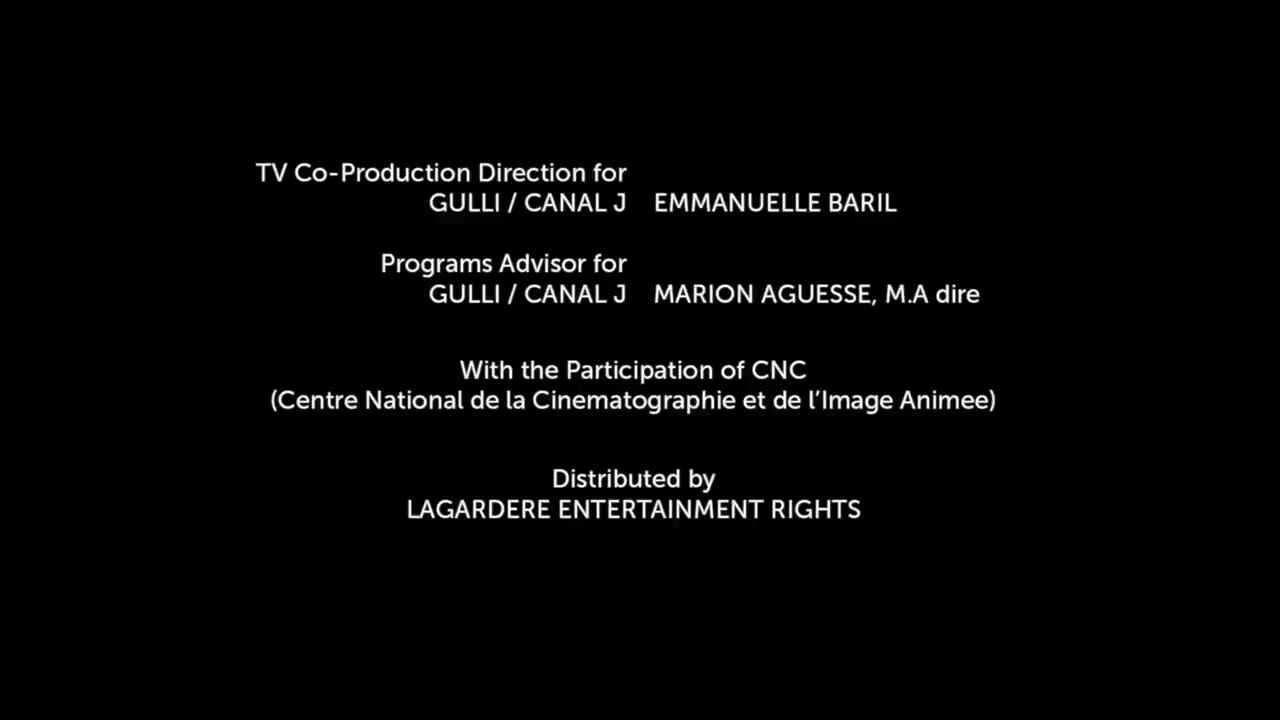 TV Co-Production Direction for
GULLI / CANAL J EMMANUELLE BARIL
Programs Advisor for
GULLI / CANAL J MARION AGUESSE, M.A dire
With the Participation of CNC
(Centre National de la Cinematographie et de l'Image Animee)
Distributed by
LAGARDERE ENTERTAINMENT RIGHTS